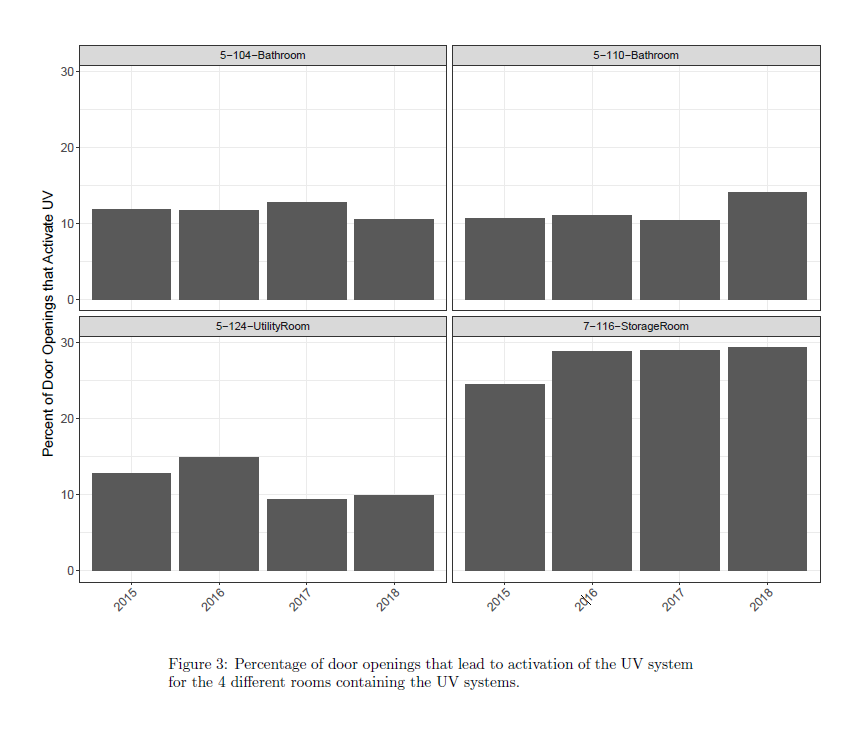 5−104−Bathroom
5−110−Bathroom
30
20
10
0
Percent of Door Openings that Activate UV
5−124−UtilityRoom
7−116−StorageRoom
30
20
10
0
2015
2016
2017
2018
2015
2016
2017
2018
Figure 3: Percentage of door openings that lead to activation of the UV system
for the 4 different rooms containing the UV systems.